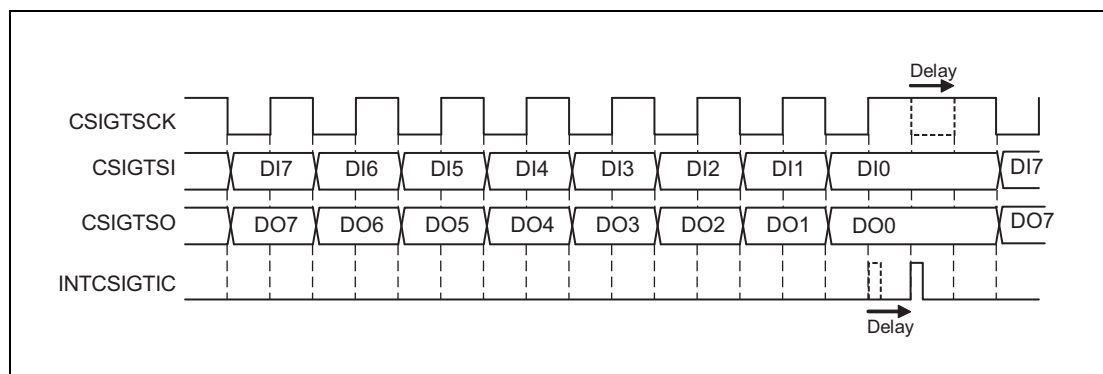 Delay
CSIGTSCK
CSIGTSI DI7 DI6 DI5 DI4 DI3 DI2 DI1 DI0 DI7
CSIGTSO DO7 DO6 DO5 DO4 DO3 DO2 DO1 DO0 DO7
INTCSIGTIC
Delay